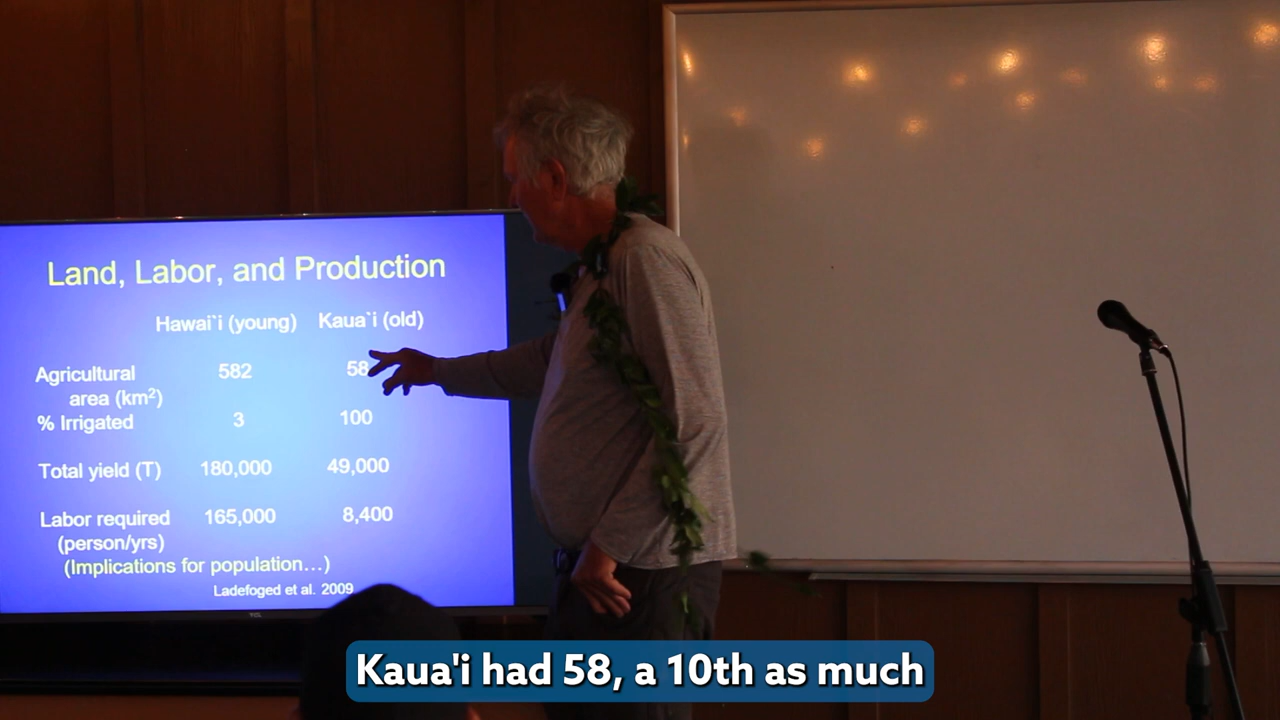 Land, Labor, and Production
Hawai`i (young) Kaua`i (old)
Agricultural 582 58
area (km²)
% Irrigated 3 100
Total yield (T) 180,000 49,000
Labor required 165,000 8,400
(person/yrs)
(Implications for population…)
Ladefoged et al. 2009
TCL
Kaua'i had 58, a 10th as much